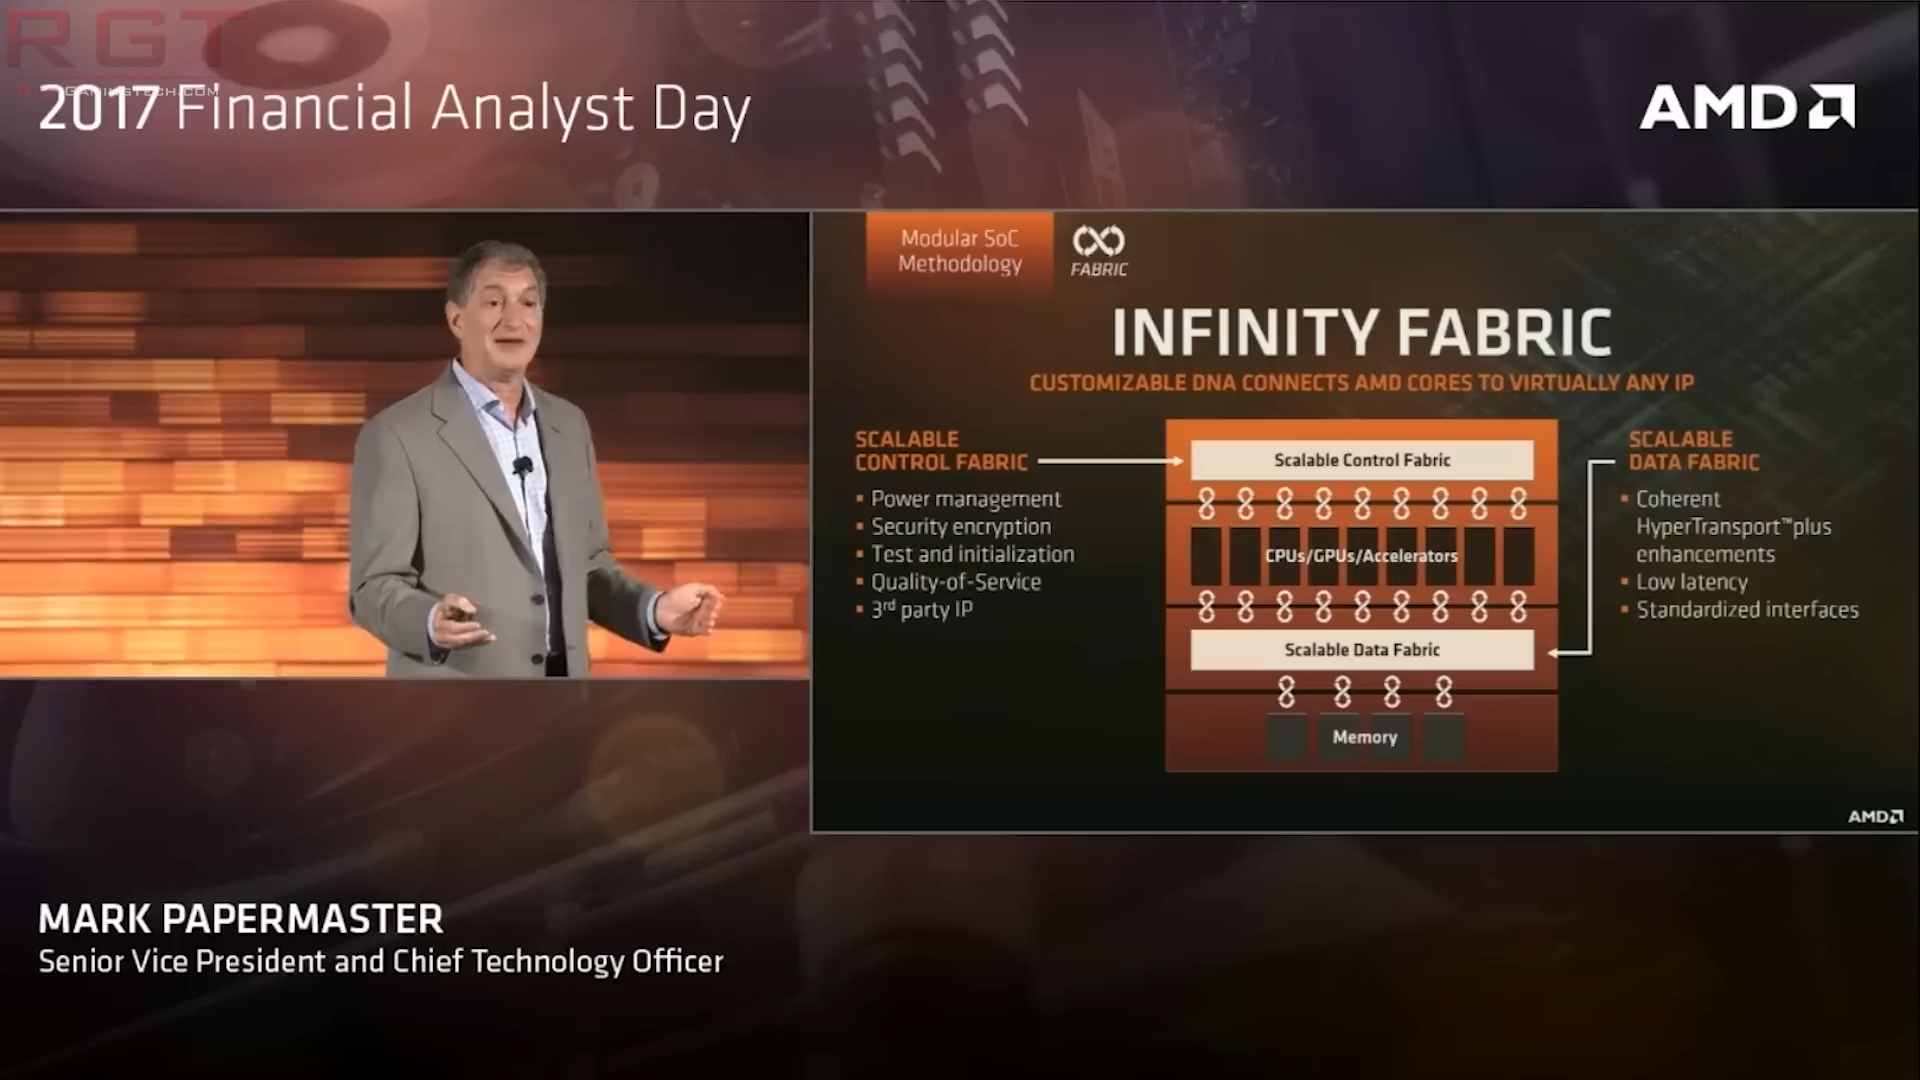 RGT
REDGAMINGTECH.COM
2017 Financial Analyst Day
AMD
Modular SoC
Methodology
FABRIC
INFINITY FABRIC
CUSTOMIZABLE DNA CONNECTS AMD CORES TO VIRTUALLY ANY IP
SCALABLE
CONTROL FABRIC
▪ Power management
▪ Security encryption
▪ Test and initialization
▪ Quality-of-Service
▪ 3rd party IP
Scalable Control Fabric
CPUs/GPUs/Accelerators
Scalable Data Fabric
Memory
SCALABLE
DATA FABRIC
▪ Coherent
HyperTransport™plus
enhancements
▪ Low latency
▪ Standardized interfaces
AMD
MARK PAPERMASTER
Senior Vice President and Chief Technology Officer